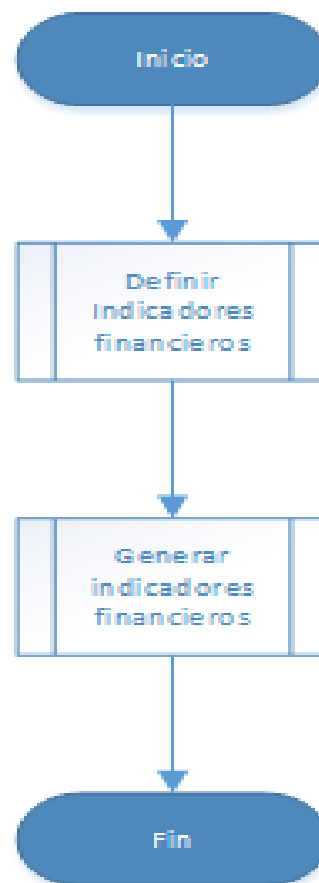 Inicio
Definir
Indicadores
financieros
Generar
indicadores
financieros
Fin